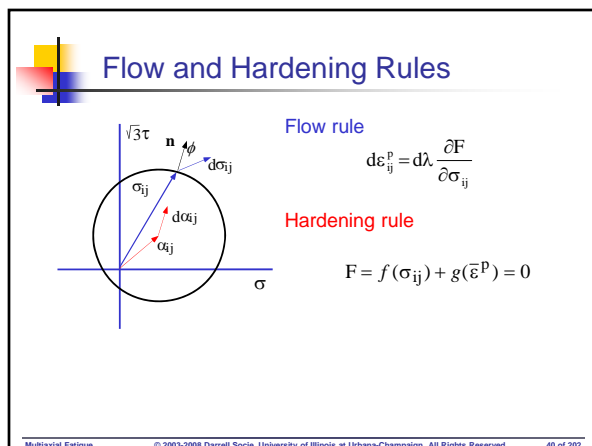 Flow and Hardening Rules
√3τ
n
ϕ
dσij
σij
dαij
αij
σ
Flow rule
dε^p_ij = dλ ∂F/∂σ_ij
Hardening rule
F = f(σij) + g(ε̅^p) = 0
Multiaxial Fatigue © 2003-2008 Darrell Socie, University of Illinois at Urbana-Champaign, All Rights Reserved 40 of 202